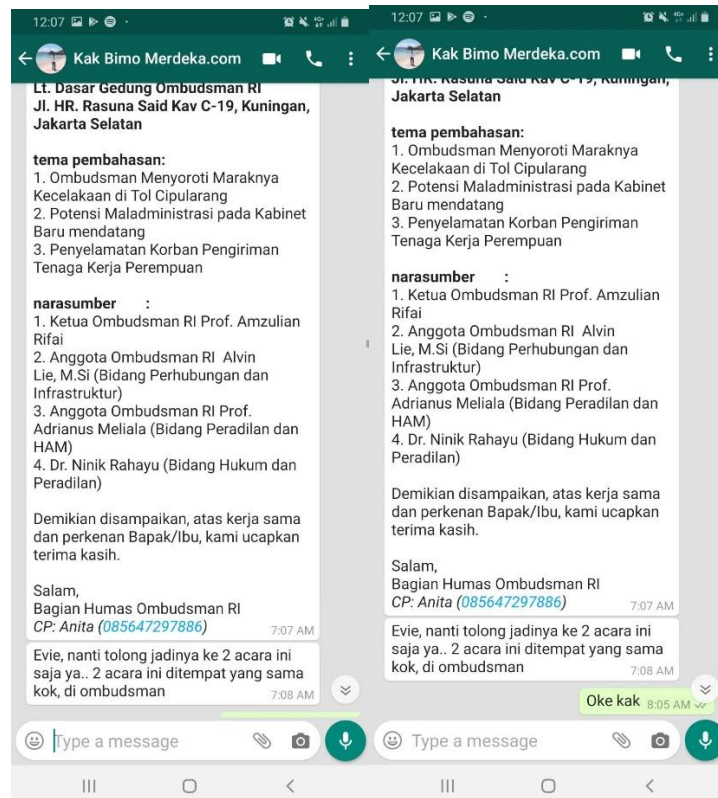 12:07
Kak Bimo Merdeka.com
Lt. Dasar Gedung Ombudsman RI
Jl. HR. Rasuna Said Kav C-19, Kuningan,
Jakarta Selatan
tema pembahasan:
1. Ombudsman Menyoroti Maraknya
Kecelakaan di Tol Cipularang
2. Potensi Maladministrasi pada Kabinet
Baru mendatang
3. Penyelamatan Korban Pengiriman
Tenaga Kerja Perempuan
narasumber :
1. Ketua Ombudsman RI Prof. Amzulian
Rifai
2. Anggota Ombudsman RI Alvin
Lie, M.Si (Bidang Perhubungan dan
Infrastruktur)
3. Anggota Ombudsman RI Prof.
Adrianus Meliala (Bidang Peradilan dan
HAM)
4. Dr. Ninik Rahayu (Bidang Hukum dan
Peradilan)
Demikian disampaikan, atas kerja sama
dan perkenan Bapak/Ibu, kami ucapkan
terima kasih.
Salam,
Bagian Humas Ombudsman RI
CP: Anita (085647297886) 7:07 AM
Evie, nanti tolong jadinya ke 2 acara ini
saja ya.. 2 acara ini ditempat yang sama
kok, di ombudsman 7:08 AM
Type a message
12:07
Kak Bimo Merdeka.com
Jl. HR. Rasuna Said Kav C-19, Kuningan,
Jakarta Selatan
tema pembahasan:
1. Ombudsman Menyoroti Maraknya
Kecelakaan di Tol Cipularang
2. Potensi Maladministrasi pada Kabinet
Baru mendatang
3. Penyelamatan Korban Pengiriman
Tenaga Kerja Perempuan
narasumber :
1. Ketua Ombudsman RI Prof. Amzulian
Rifai
2. Anggota Ombudsman RI Alvin
Lie, M.Si (Bidang Perhubungan dan
Infrastruktur)
3. Anggota Ombudsman RI Prof.
Adrianus Meliala (Bidang Peradilan dan
HAM)
4. Dr. Ninik Rahayu (Bidang Hukum dan
Peradilan)
Demikian disampaikan, atas kerja sama
dan perkenan Bapak/Ibu, kami ucapkan
terima kasih.
Salam,
Bagian Humas Ombudsman RI
CP: Anita (085647297886) 7:07 AM
Evie, nanti tolong jadinya ke 2 acara ini
saja ya.. 2 acara ini ditempat yang sama
kok, di ombudsman 7:08 AM
Oke kak 8:05 AM
Type a message